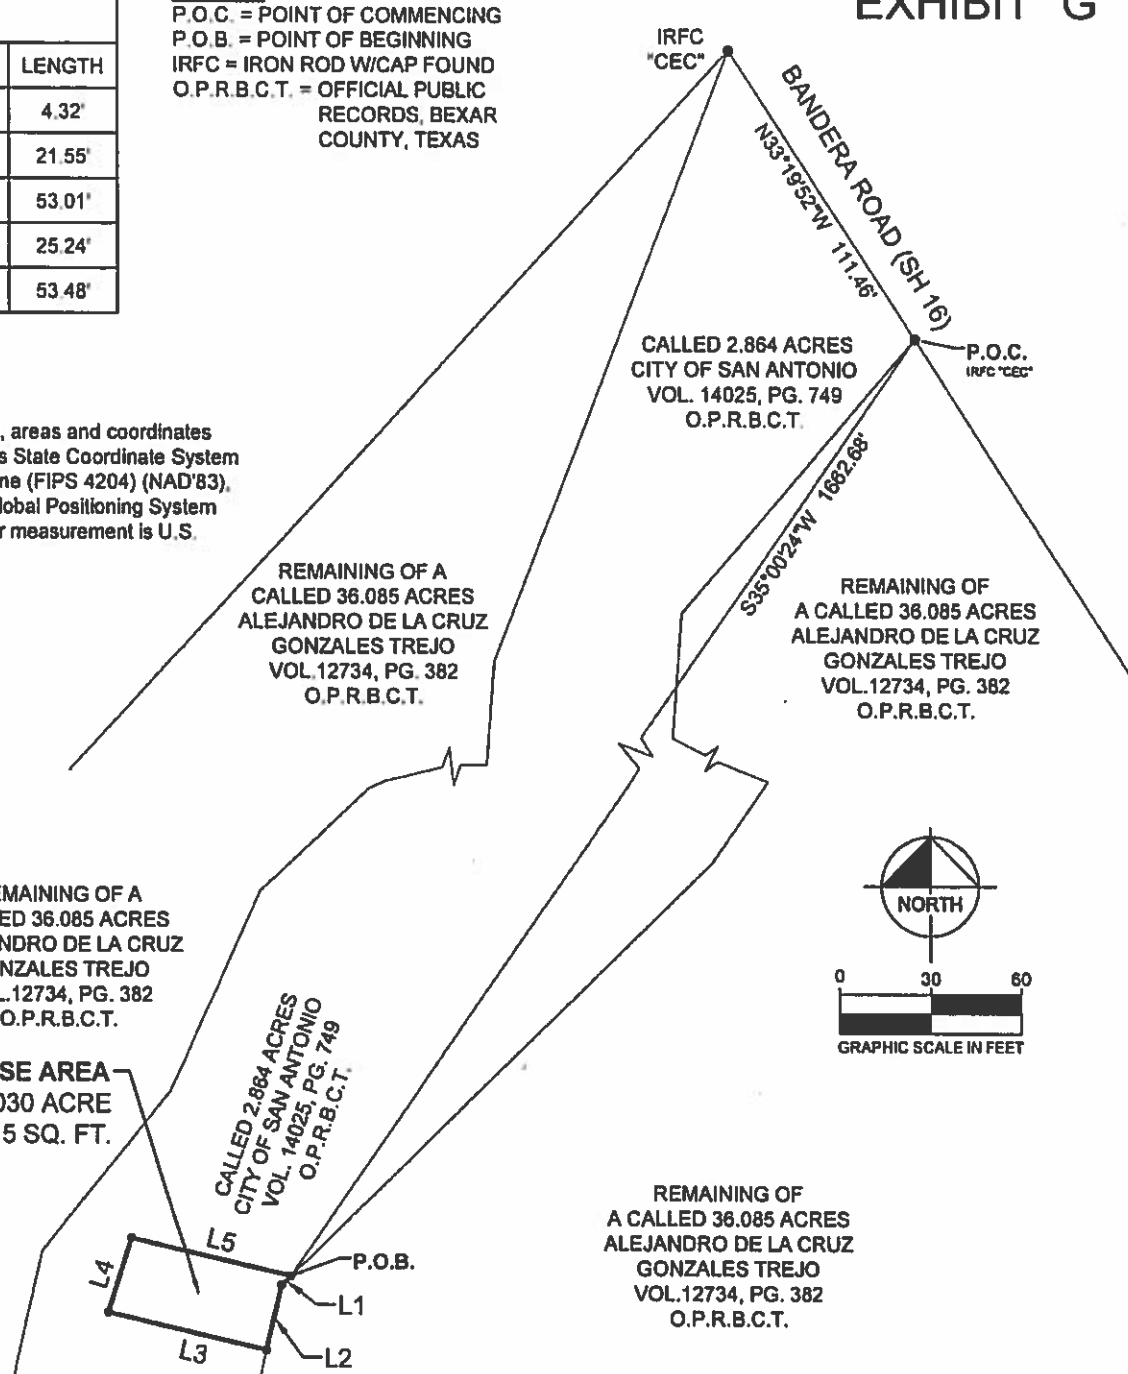 EXHIBIT "G
P.O.C. = POINT OF COMMENCING
P.O.B. = POINT OF BEGINNING
IRFC = IRON ROD W/CAP FOUND
O.P.R.B.C.T. = OFFICIAL PUBLIC
RECORDS, BEXAR
COUNTY, TEXAS
LENGTH
4.32'
21.55'
53.01'
25.24'
53.48'
IRFC
"CEC"
BANDERA ROAD (SH 16)
N33°19'52"W 111.46'
P.O.C.
IRFC "CEC"
CALLED 2.864 ACRES
CITY OF SAN ANTONIO
VOL. 14025, PG. 749
O.P.R.B.C.T.
S35°00'24"W 1662.68'
, areas and coordinates
s State Coordinate System
ne (FIPS 4204) (NAD'83),
lobal Positioning System
r measurement is U.S.
REMAINING OF A
CALLED 36.085 ACRES
ALEJANDRO DE LA CRUZ
GONZALES TREJO
VOL.12734, PG. 382
O.P.R.B.C.T.
REMAINING OF
A CALLED 36.085 ACRES
ALEJANDRO DE LA CRUZ
GONZALES TREJO
VOL.12734, PG. 382
O.P.R.B.C.T.
NORTH
0 30 60
GRAPHIC SCALE IN FEET
EMAINING OF A
ED 36.085 ACRES
NDRO DE LA CRUZ
NZALES TREJO
L.12734, PG. 382
O.P.R.B.C.T.
SE AREA
030 ACRE
5 SQ. FT.
CALLED 2.864 ACRES
CITY OF SAN ANTONIO
VOL. 14025, PG. 749
O.P.R.B.C.T.
L5
P.O.B.
L4
L1
L3
L2
REMAINING OF
A CALLED 36.085 ACRES
ALEJANDRO DE LA CRUZ
GONZALES TREJO
VOL.12734, PG. 382
O.P.R.B.C.T.